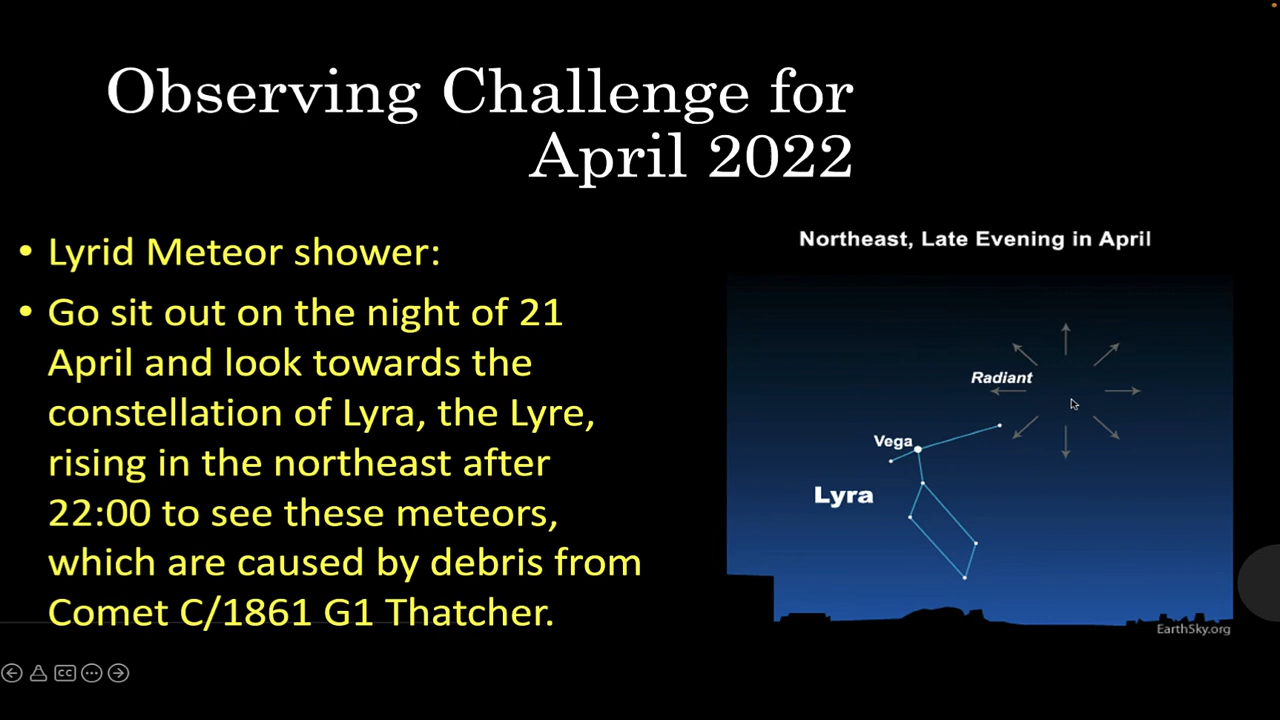 Observing Challenge for
April 2022
• Lyrid Meteor shower:
• Go sit out on the night of 21
April and look towards the
constellation of Lyra, the Lyre,
rising in the northeast after
22:00 to see these meteors,
which are caused by debris from
Comet C/1861 G1 Thatcher.
Northeast, Late Evening in April
Radiant
Vega
Lyra
EarthSky.org
CC